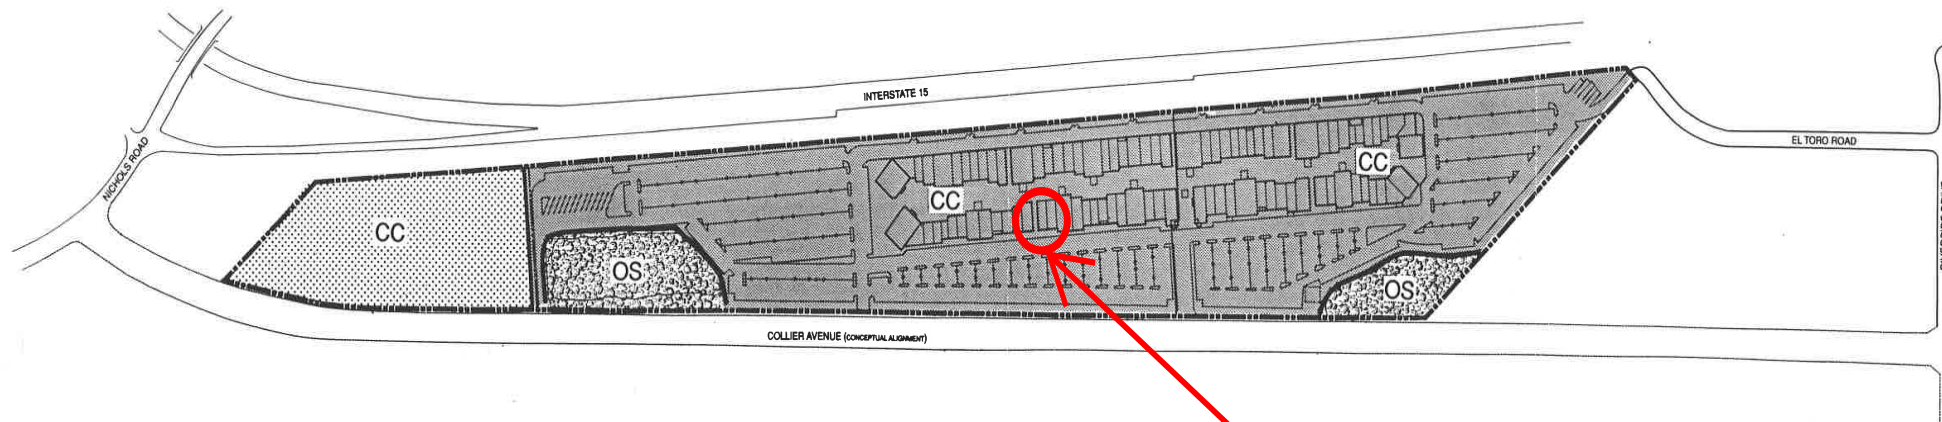 INTERSTATE 15
NICHOLS ROAD
EL TORO ROAD
CC
CC
CC
OS
OS
COLLIER AVENUE (CONCEPTUAL ALIGNMENT)